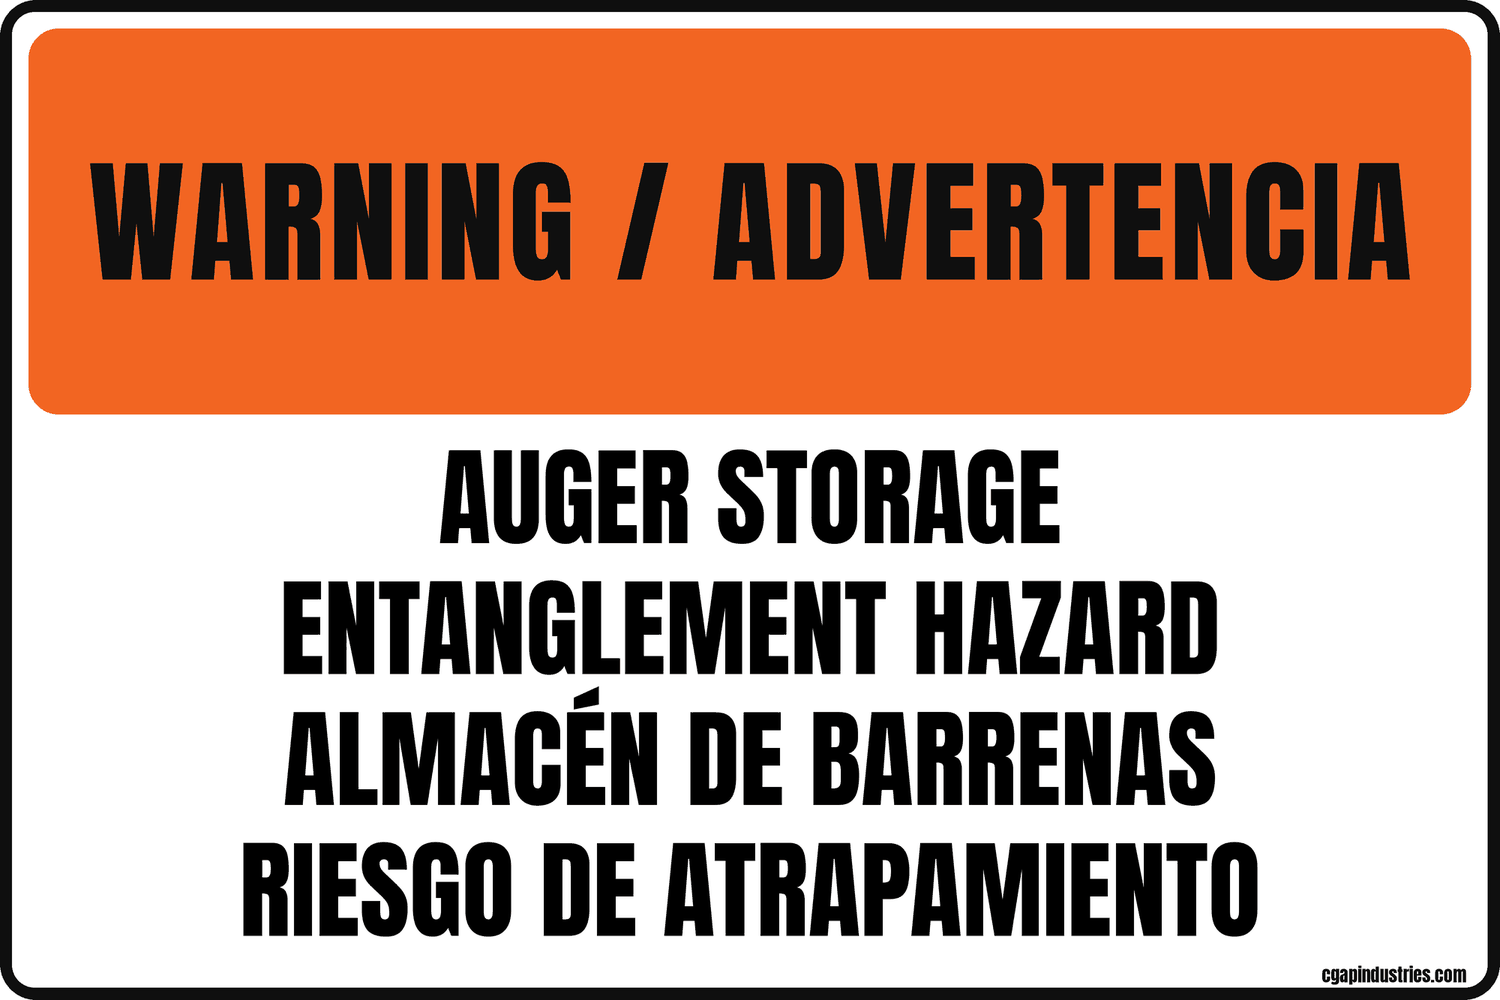 WARNING / ADVERTENCIA
AUGER STORAGE
ENTANGLEMENT HAZARD
ALMACÉN DE BARRENAS
RIESGO DE ATRAPAMIENTO
cgapindustries.com